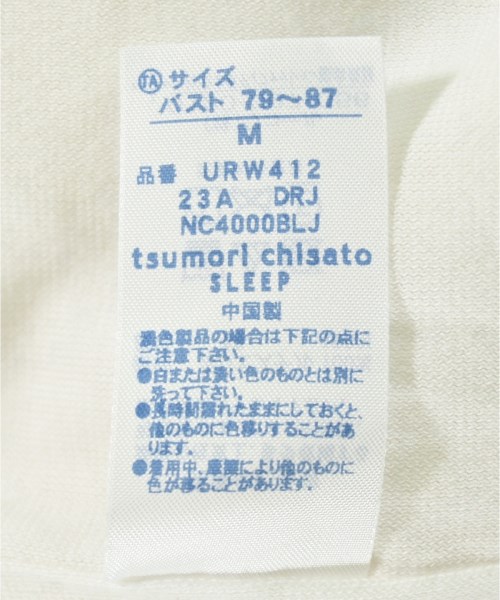 TA サイズ
バスト 79〜87
M
品番 URW412
23A DRJ
NC4000BLJ
tsumori chisato
SLEEP
中国製
濃色製品の場合は下記の点に
ご注意下さい。
●白または淡い色のものとは別に
洗って下さい。
●長時間濡れたままにしておくと、
他のものに色移りすることがあ
ります。
●着用中、摩擦により他のものに
色が移ることがあります。